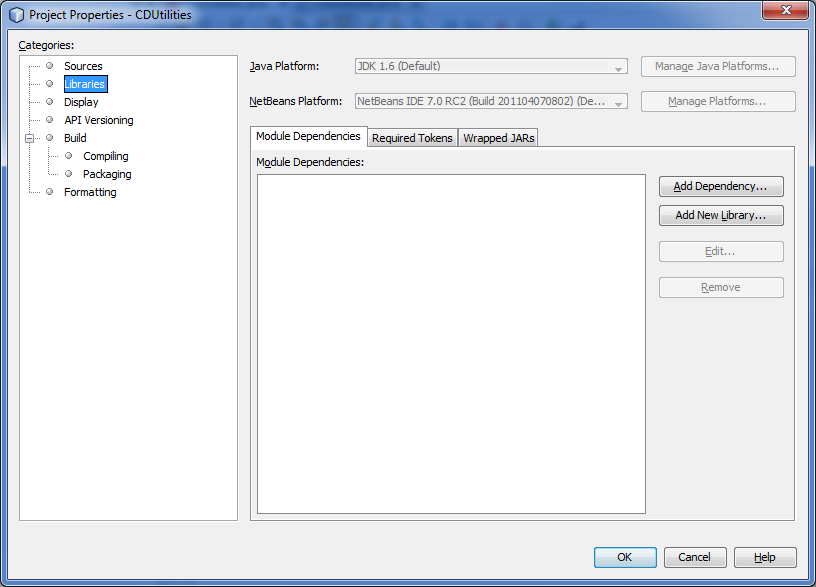 Project Properties - CDUtilities
Categories:
Sources
Libraries
Display
API Versioning
Build
Compiling
Packaging
Formatting
Java Platform:
JDK 1.6 (Default)
Manage Java Platforms...
NetBeans Platform:
NetBeans IDE 7.0 RC2 (Build 201104070802) (De...
Manage Platforms...
Module Dependencies
Required Tokens
Wrapped JARs
Module Dependencies:
Add Dependency...
Add New Library...
Edit...
Remove
OK
Cancel
Help